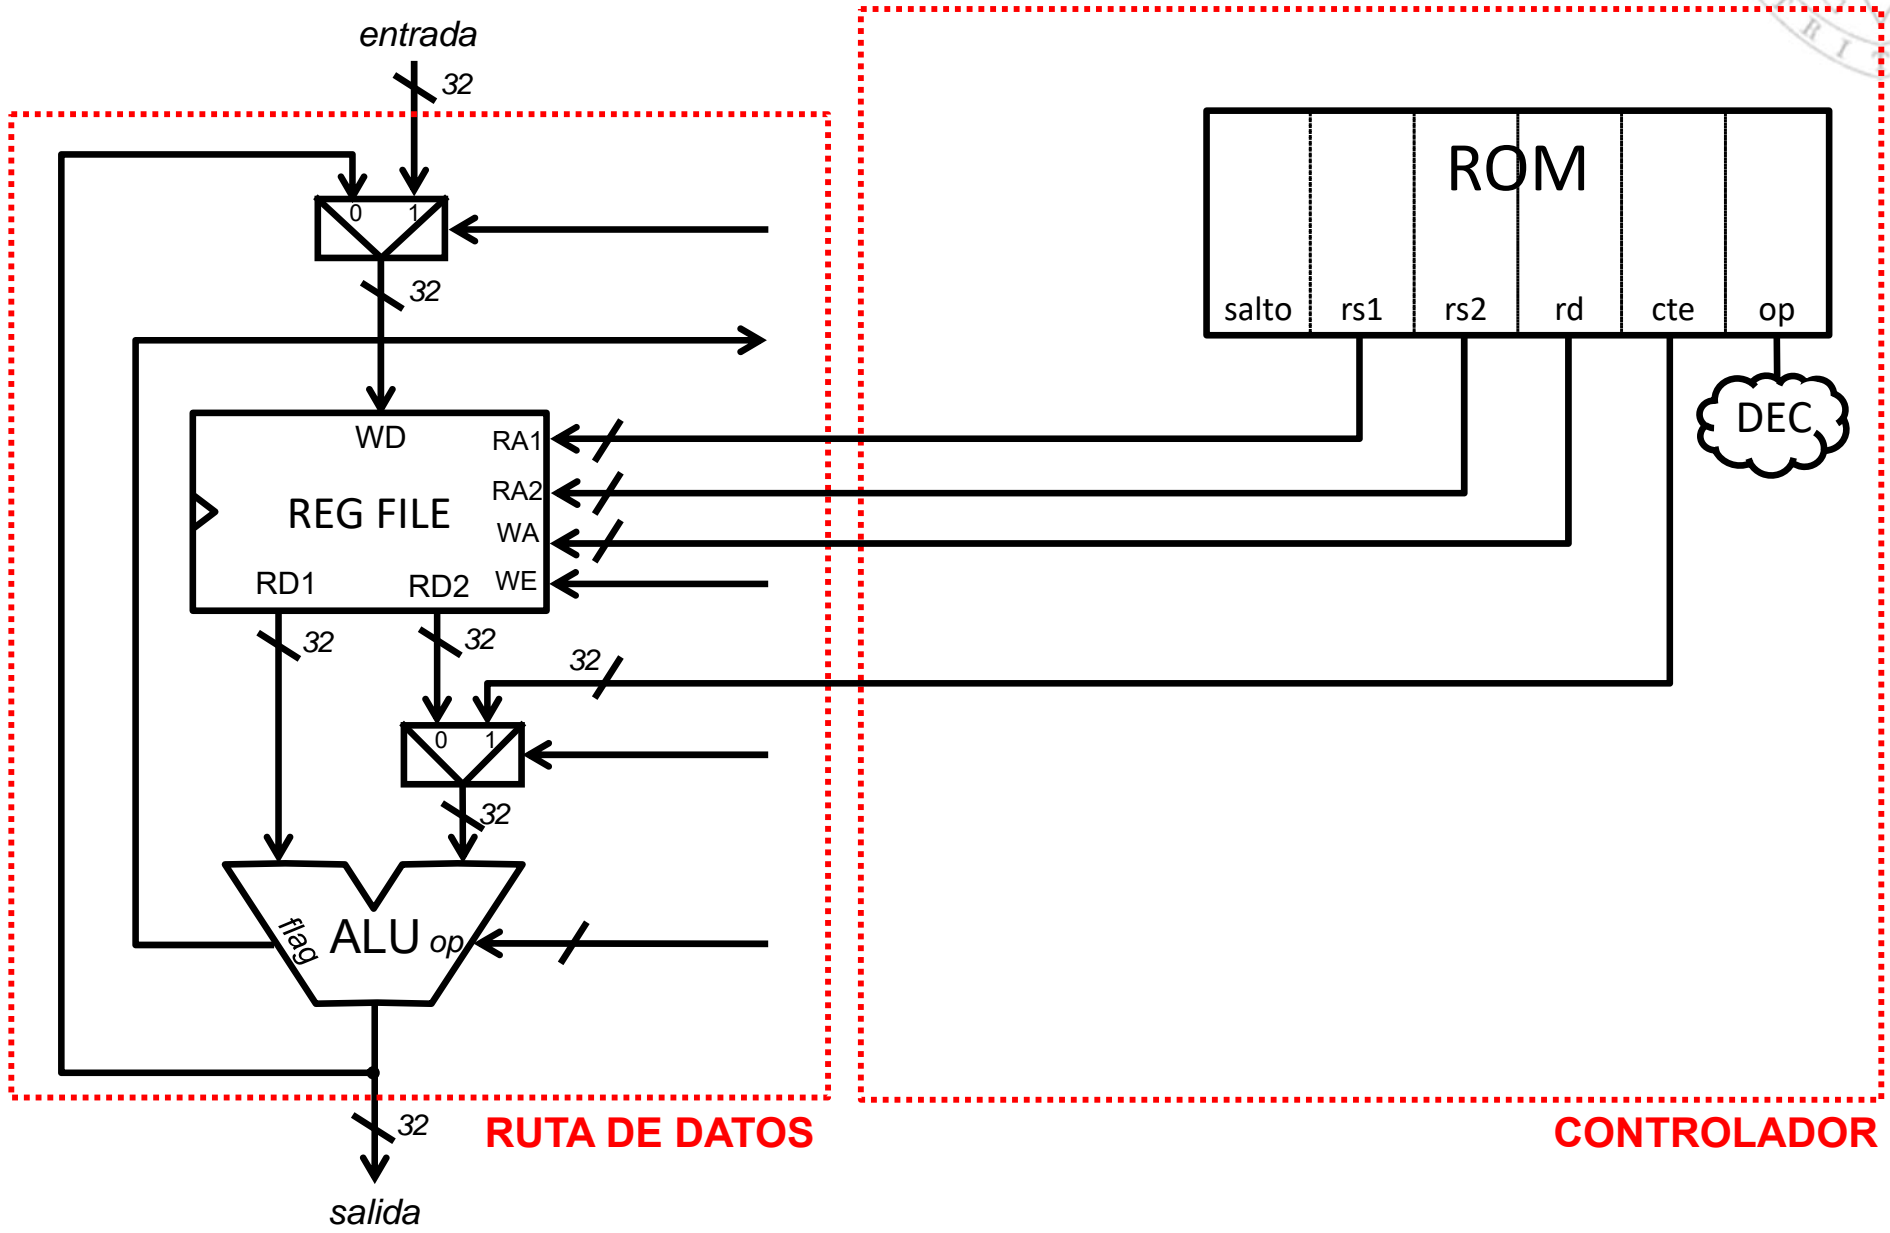 entrada
32
0 1
32
WD
RA1
RA2
REG FILE
WA
WE
RD1
RD2
32
32
32
0 1
32
flag
ALU
op
32
salida
RUTA DE DATOS
ROM
salto rs1 rs2 rd cte op
DEC
CONTROLADOR